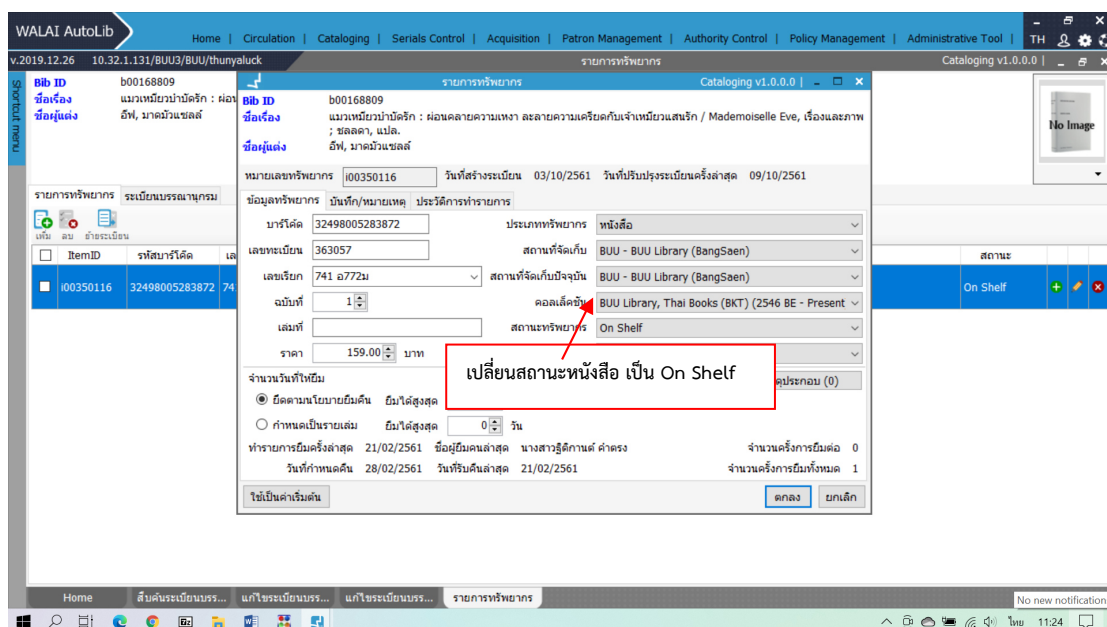 WALAI AutoLib
Home | Circulation | Cataloging | Serials Control | Acquisition | Patron Management | Authority Control | Policy Management | Administrative Tool | TH
v.2019.12.26 10.32.1.131/BUU3/BUU/thunyaluck รายการทรัพยากร Cataloging v1.0.0.0 |
Shortcut menu
Bib ID b00168809
ชื่อเรื่อง แมวเหมียวบำบัดรัก : ผ่อน
ชื่อผู้แต่ง อีฟ, มาดมัวแชลล์
No Image
รายการทรัพยากร ระเบียนบรรณานุกรม
เพิ่ม ลบ ย้ายระเบียน
ItemID รหัสบาร์โค้ด เล สถานะ
i00350116 32498005283872 74 On Shelf
รายการทรัพยากร Cataloging v1.0.0.0 |
Bib ID b00168809
ชื่อเรื่อง แมวเหมียวบำบัดรัก : ผ่อนคลายความเหงา ละลายความเครียดกับเจ้าเหมียวแสนรัก / Mademoiselle Eve, เรื่องและภาพ
; ชลลดา, แปล.
ชื่อผู้แต่ง อีฟ, มาดมัวแชลล์
หมายเลขทรัพยากร i00350116 วันที่สร้างระเบียน 03/10/2561 วันที่ปรับปรุงระเบียนครั้งล่าสุด 09/10/2561
ข้อมูลทรัพยากร บันทึก/หมายเหตุ ประวัติการทำรายการ
บาร์โค้ด 32498005283872 ประเภททรัพยากร หนังสือ
เลขทะเบียน 363057 สถานที่จัดเก็บ BUU - BUU Library (BangSaen)
เลขเรียก 741 อ772ม สถานที่จัดเก็บปัจจุบัน BUU - BUU Library (BangSaen)
ฉบับที่ 1 คอลเล็คชัน BUU Library, Thai Books (BKT) (2546 BE - Present
เล่มที่ สถานะทรัพยากร On Shelf
ราคา 159.00 บาท
เปลี่ยนสถานะหนังสือ เป็น On Shelf
จำนวนวันที่ให้ยืม ดุประกอบ (0)
ยืดตามนโยบายยืมคืน ยืมได้สูงสุด
กำหนดเป็นรายเล่ม ยืมได้สูงสุด 0 วัน
ทำรายการยืมครั้งล่าสุด 21/02/2561 ชื่อผู้ยืมคนล่าสุด นางสาวฐิติกานต์ คำตรง จำนวนครั้งการยืมต่อ 0
วันที่กำหนดคืน 28/02/2561 วันที่รับคืนล่าสุด 21/02/2561 จำนวนครั้งการยืมทั้งหมด 1
ใช้เป็นค่าเริ่มต้น ตกลง ยกเลิก
Home สืบค้นระเบียนบรร... แก้ไขระเบียนบรร... แก้ไขระเบียนบรร... รายการทรัพยากร
No new notification
ไทย 11:24